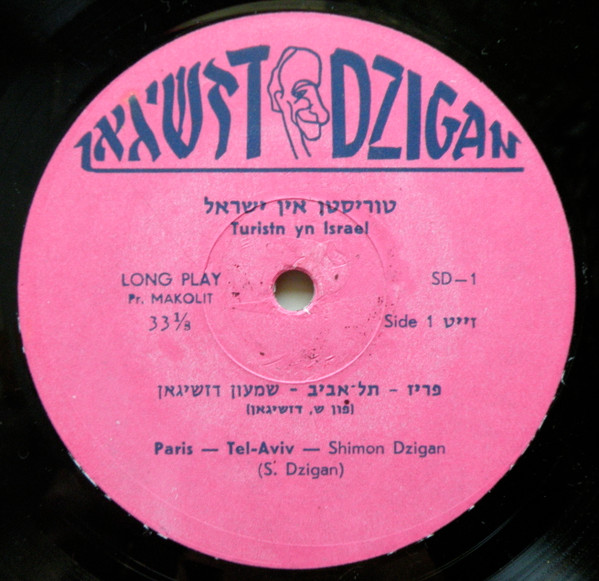 דזשיגאן DZIGAN
טוריסטן אין ישראל
Turistn yn Israel
LONG PLAY SD-1
Pr. MAKOLIT
33⅓ Side 1 זייט
פריז - תל-אביב - שמעון דזשיגאן
(פון ש. דזשיגאן)
Paris — Tel-Aviv — Shimon Dzigan
(S. Dzigan)